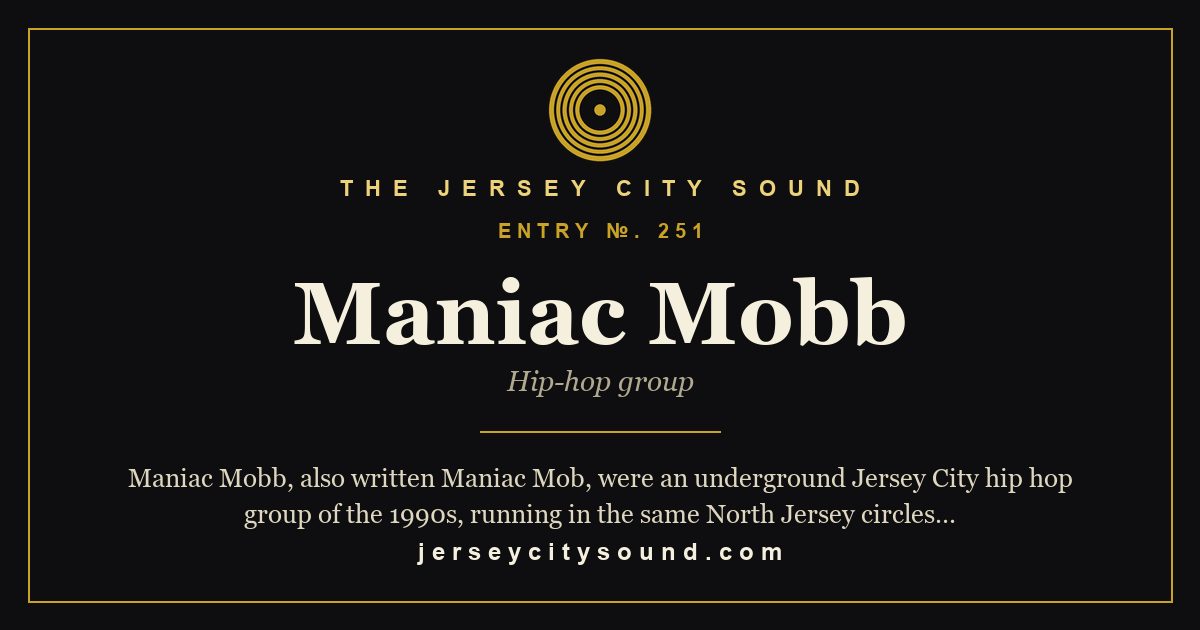 THE JERSEY CITY SOUND
ENTRY №. 251
Maniac Mobb
Hip-hop group
Maniac Mobb, also written Maniac Mob, were an underground Jersey City hip hop
group of the 1990s, running in the same North Jersey circles...
jerseycitysound.com